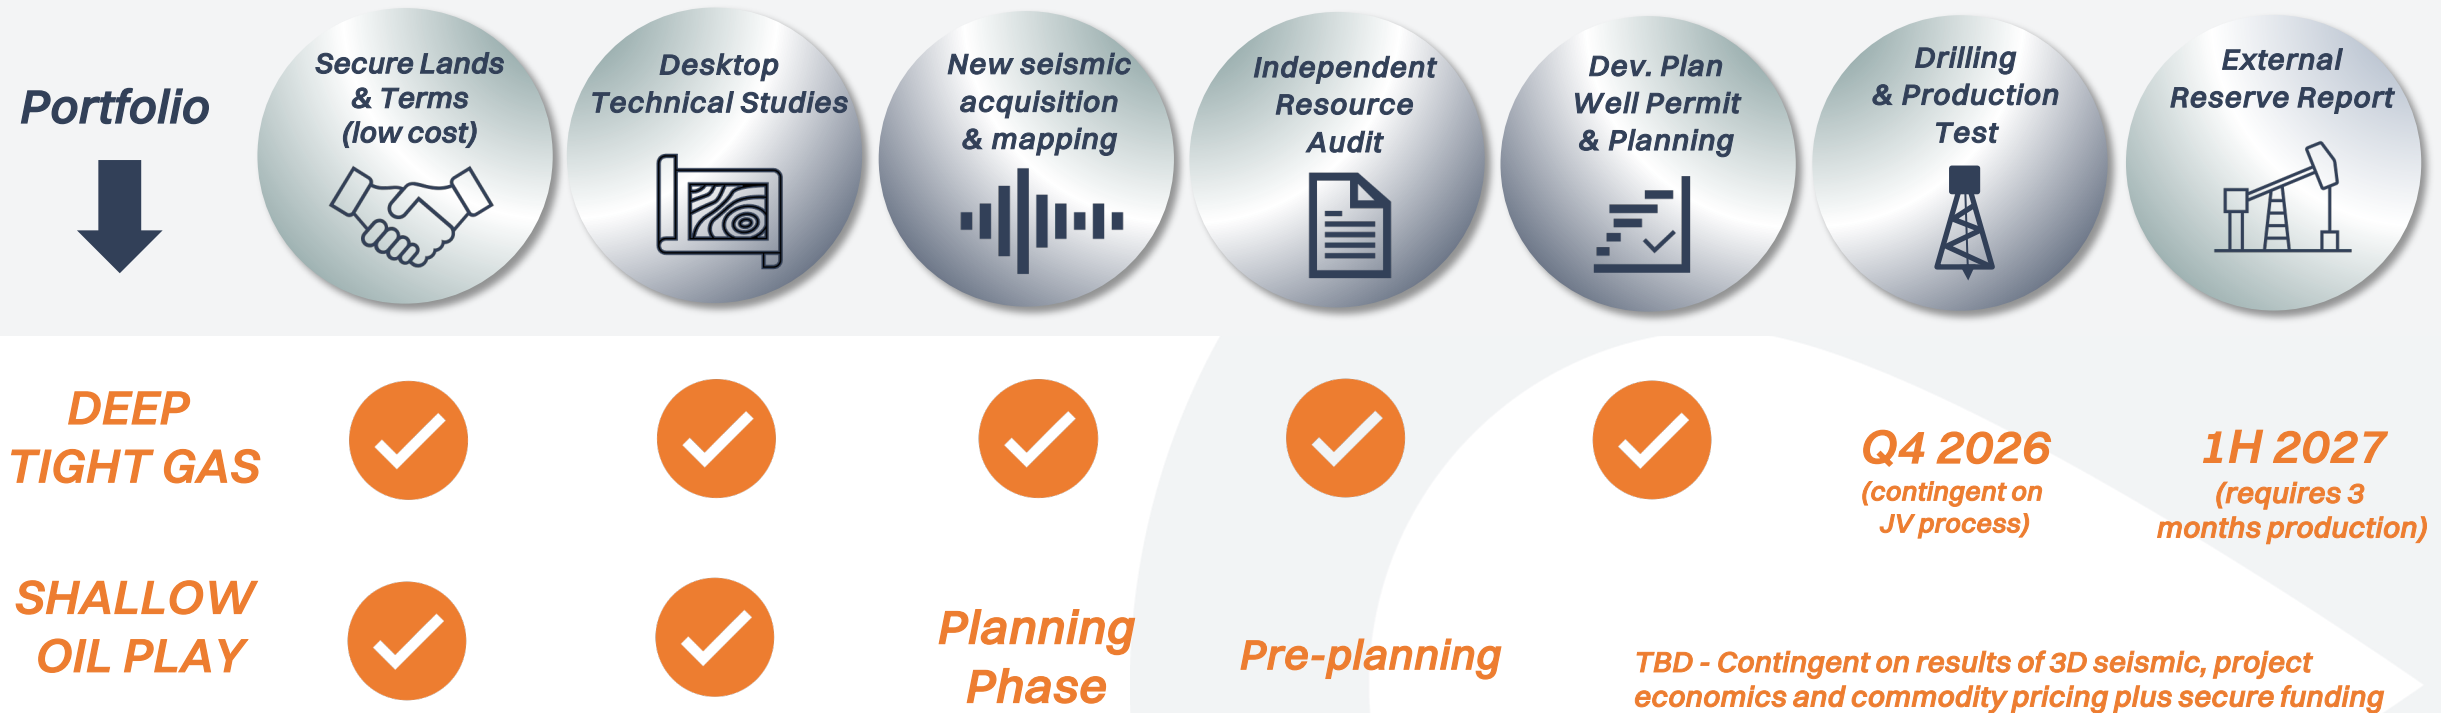 Portfolio
Secure Lands
& Terms
(low cost)
Desktop
Technical Studies
New seismic
acquisition
& mapping
Independent
Resource
Audit
Dev. Plan
Well Permit
& Planning
Drilling
& Production
Test
External
Reserve Report
DEEP
TIGHT GAS
Q4 2026
(contingent on
JV process)
1H 2027
(requires 3
months production)
SHALLOW
OIL PLAY
Planning
Phase
Pre-planning
TBD - Contingent on results of 3D seismic, project
economics and commodity pricing plus secure funding